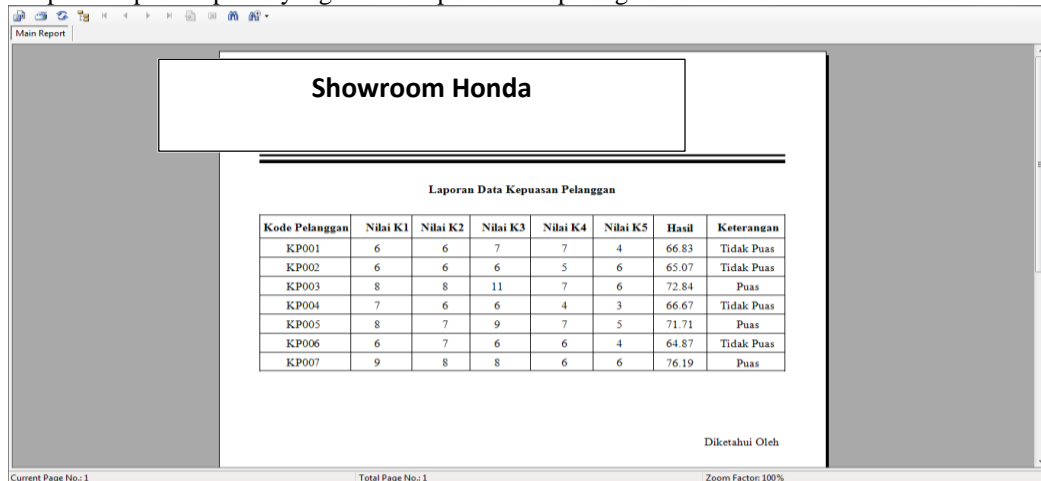 Main Report
Showroom Honda
Laporan Data Kepuasan Pelanggan
Kode Pelanggan Nilai K1 Nilai K2 Nilai K3 Nilai K4 Nilai K5 Hasil Keterangan
KP001 6 6 7 7 4 66.83 Tidak Puas
KP002 6 6 6 5 6 65.07 Tidak Puas
KP003 8 8 11 7 6 72.84 Puas
KP004 7 6 6 4 3 66.67 Tidak Puas
KP005 8 7 9 7 5 71.71 Puas
KP006 6 7 6 6 4 64.87 Tidak Puas
KP007 9 8 8 6 6 76.19 Puas
Diketahui Oleh
Current Page No.: 1 Total Page No.: 1 Zoom Factor: 100%